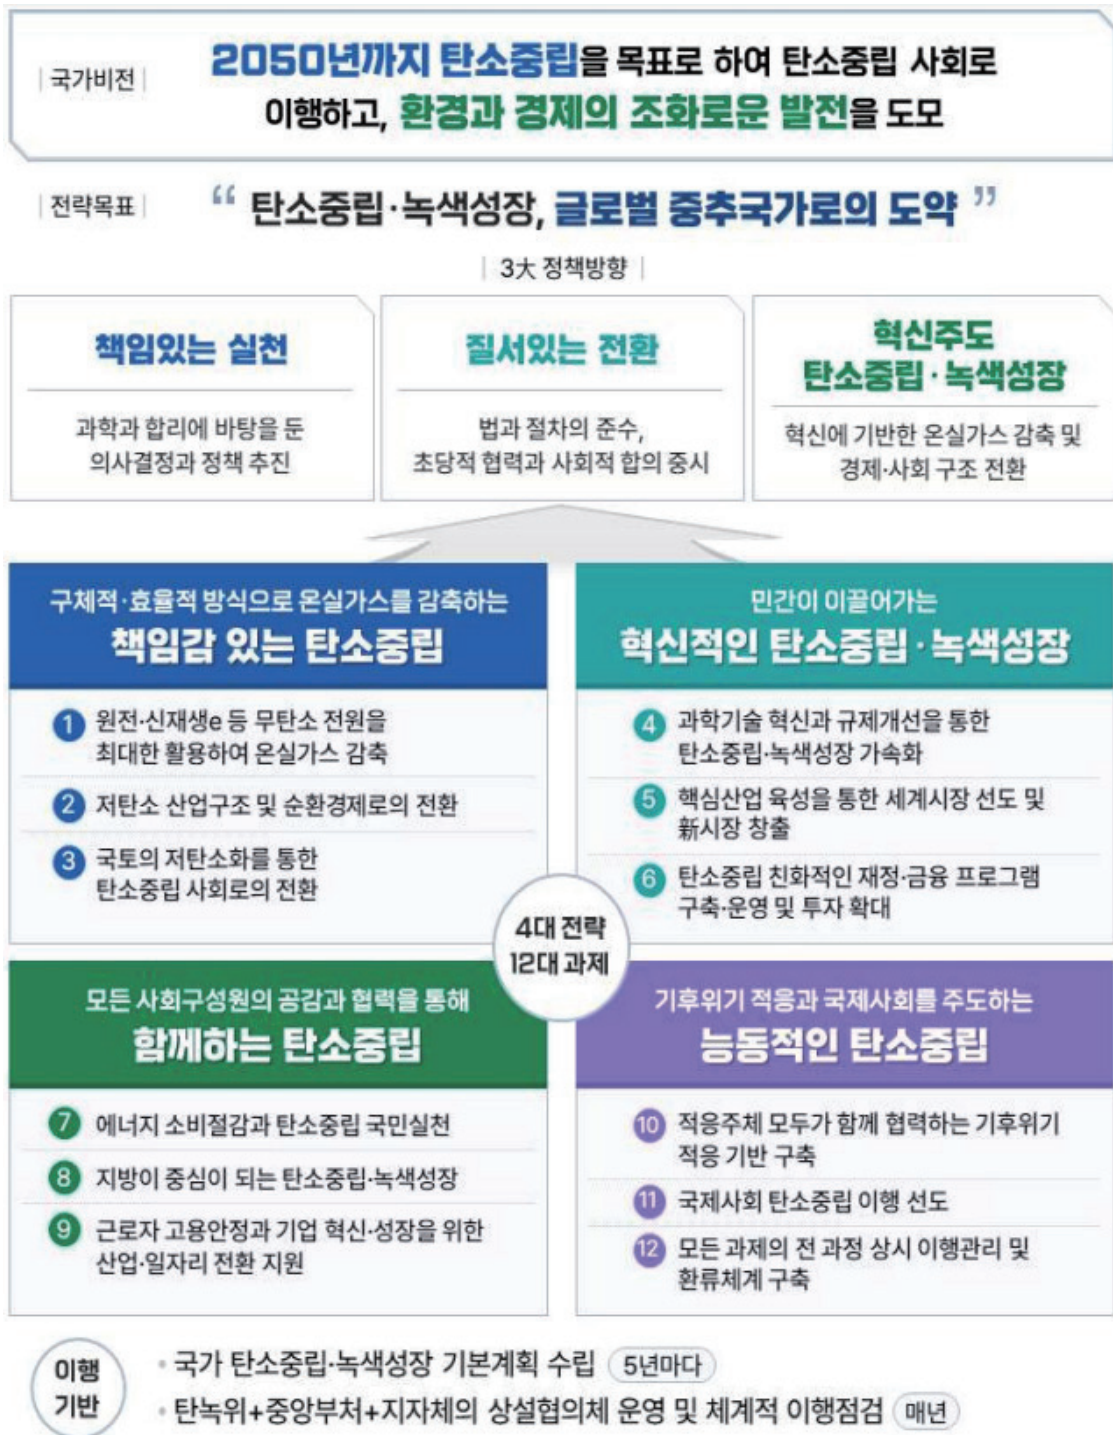 |국가비전|
2050년까지 탄소중립을 목표로 하여 탄소중립 사회로
이행하고, 환경과 경제의 조화로운 발전을 도모
|전략목표|
“ 탄소중립·녹색성장, 글로벌 중추국가로의 도약 ”
| 3大 정책방향 |
책임있는 실천
과학과 합리에 바탕을 둔
의사결정과 정책 추진
질서있는 전환
법과 절차의 준수,
초당적 협력과 사회적 합의 중시
혁신주도
탄소중립·녹색성장
혁신에 기반한 온실가스 감축 및
경제·사회 구조 전환
구체적·효율적 방식으로 온실가스를 감축하는
책임감 있는 탄소중립
1 원전·신재생e 등 무탄소 전원을
최대한 활용하여 온실가스 감축
2 저탄소 산업구조 및 순환경제로의 전환
3 국토의 저탄소화를 통한
탄소중립 사회로의 전환
민간이 이끌어가는
혁신적인 탄소중립·녹색성장
4 과학기술 혁신과 규제개선을 통한
탄소중립·녹색성장 가속화
5 핵심산업 육성을 통한 세계시장 선도 및
新시장 창출
6 탄소중립 친화적인 재정·금융 프로그램
구축·운영 및 투자 확대
4대 전략
12대 과제
모든 사회구성원의 공감과 협력을 통해
함께하는 탄소중립
7 에너지 소비절감과 탄소중립 국민실천
8 지방이 중심이 되는 탄소중립·녹색성장
9 근로자 고용안정과 기업 혁신·성장을 위한
산업·일자리 전환 지원
기후위기 적응과 국제사회를 주도하는
능동적인 탄소중립
10 적응주체 모두가 함께 협력하는 기후위기
적응 기반 구축
11 국제사회 탄소중립 이행 선도
12 모든 과제의 전 과정 상시 이행관리 및
환류체계 구축
이행
기반
• 국가 탄소중립·녹색성장 기본계획 수립 5년마다
• 탄녹위+중앙부처+지자체의 상설협의체 운영 및 체계적 이행점검 매년